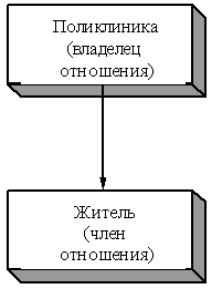 Поликлиника
(владелец
отношения)
Житель
(член
отношения)